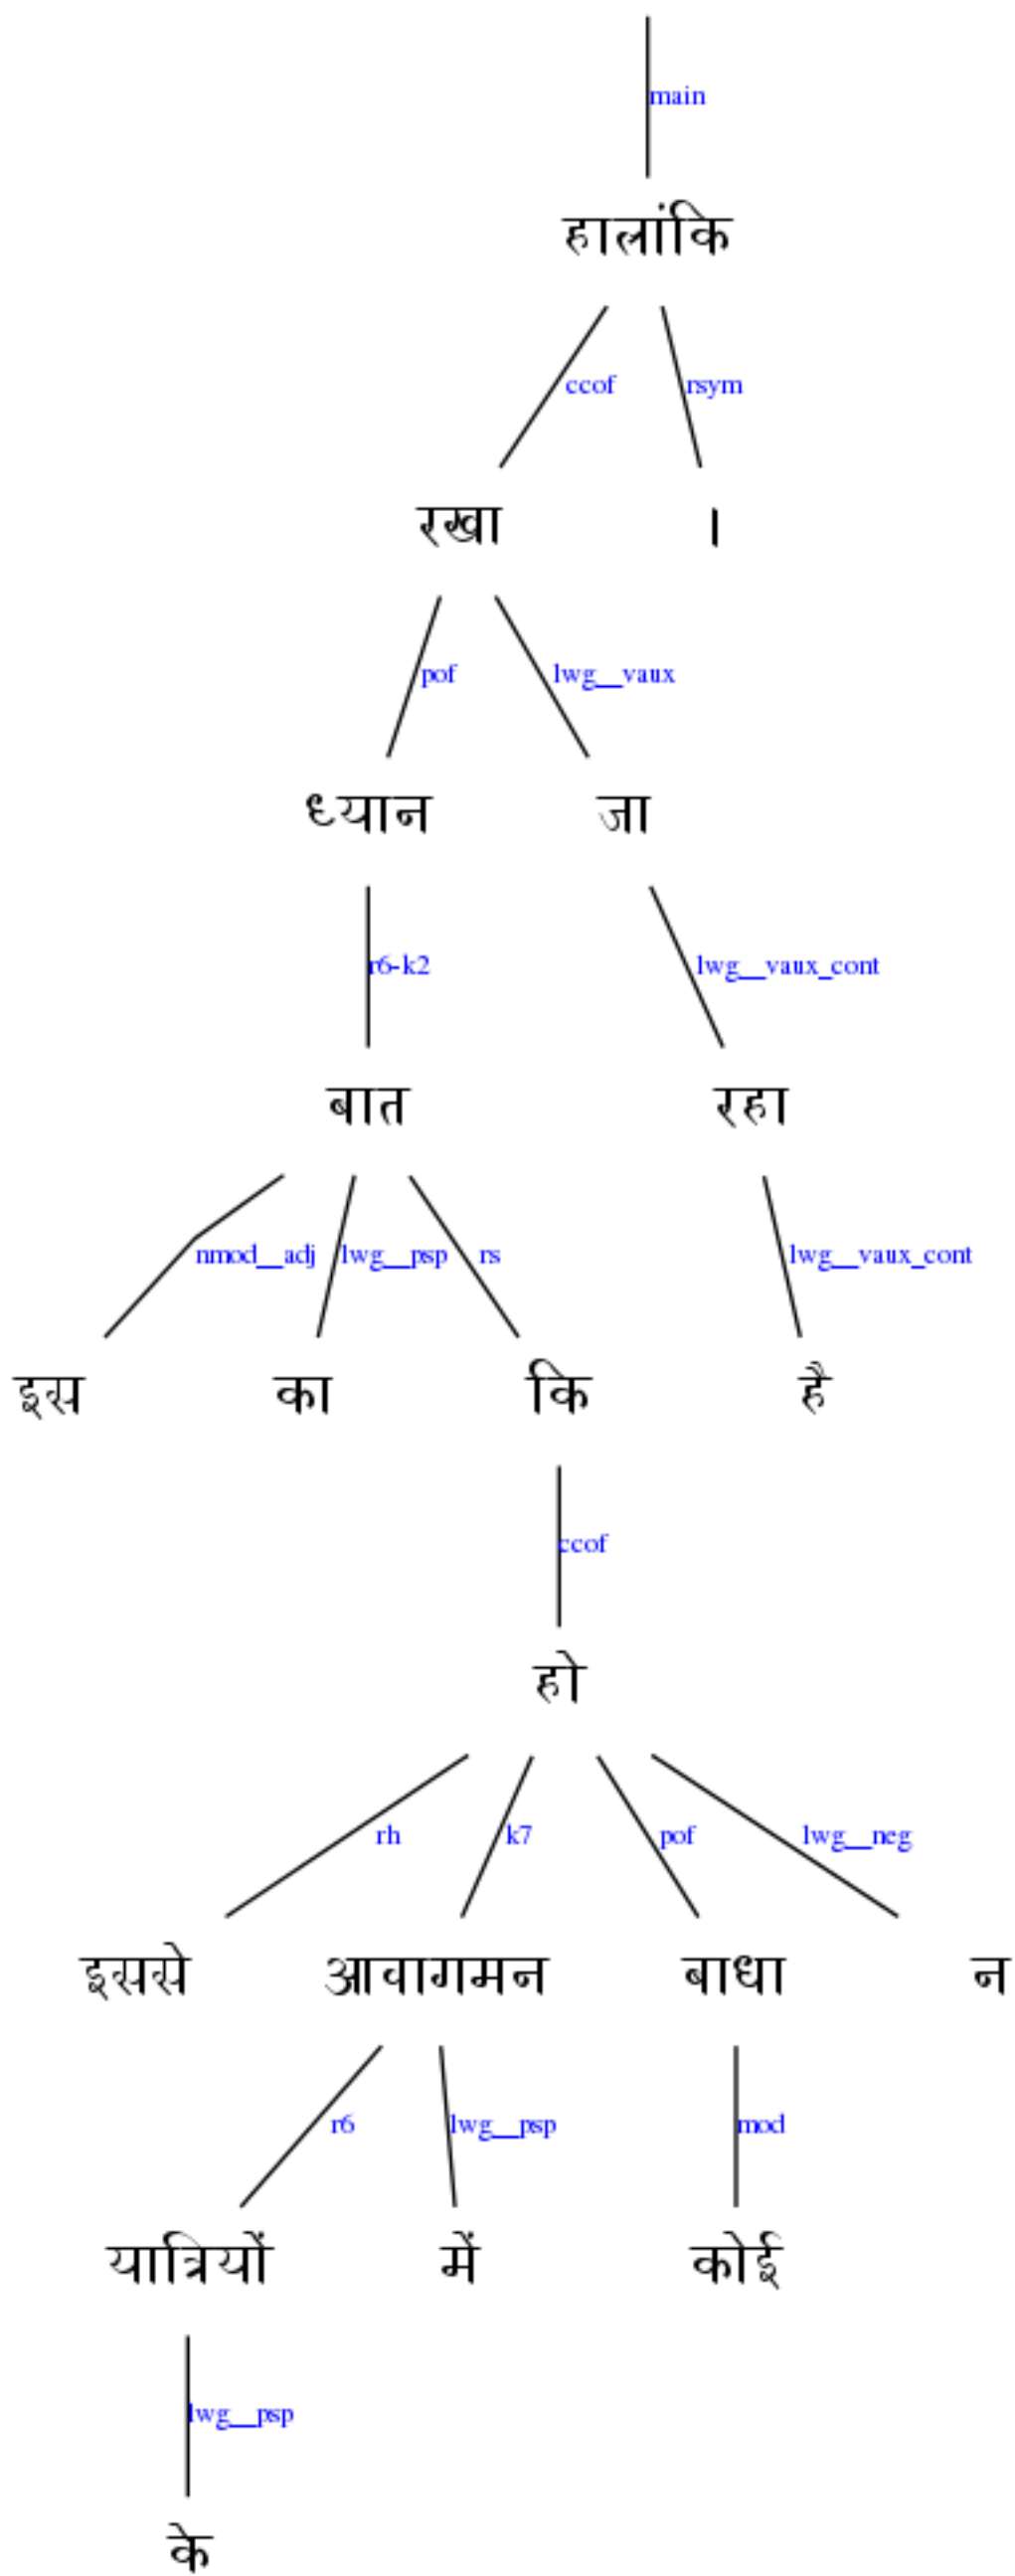 main
हालांकि
ccof rsym
रखा ।
pof lwg__vaux
ध्यान जा
r6-k2 lwg__vaux_cont
बात रहा
nmod__adj lwg__psp rs lwg__vaux_cont
इस का कि है
ccof
हो
rh k7 pof lwg__neg
इससे आवागमन बाधा न
r6 lwg__psp mod
यात्रियों में कोई
lwg__psp
के